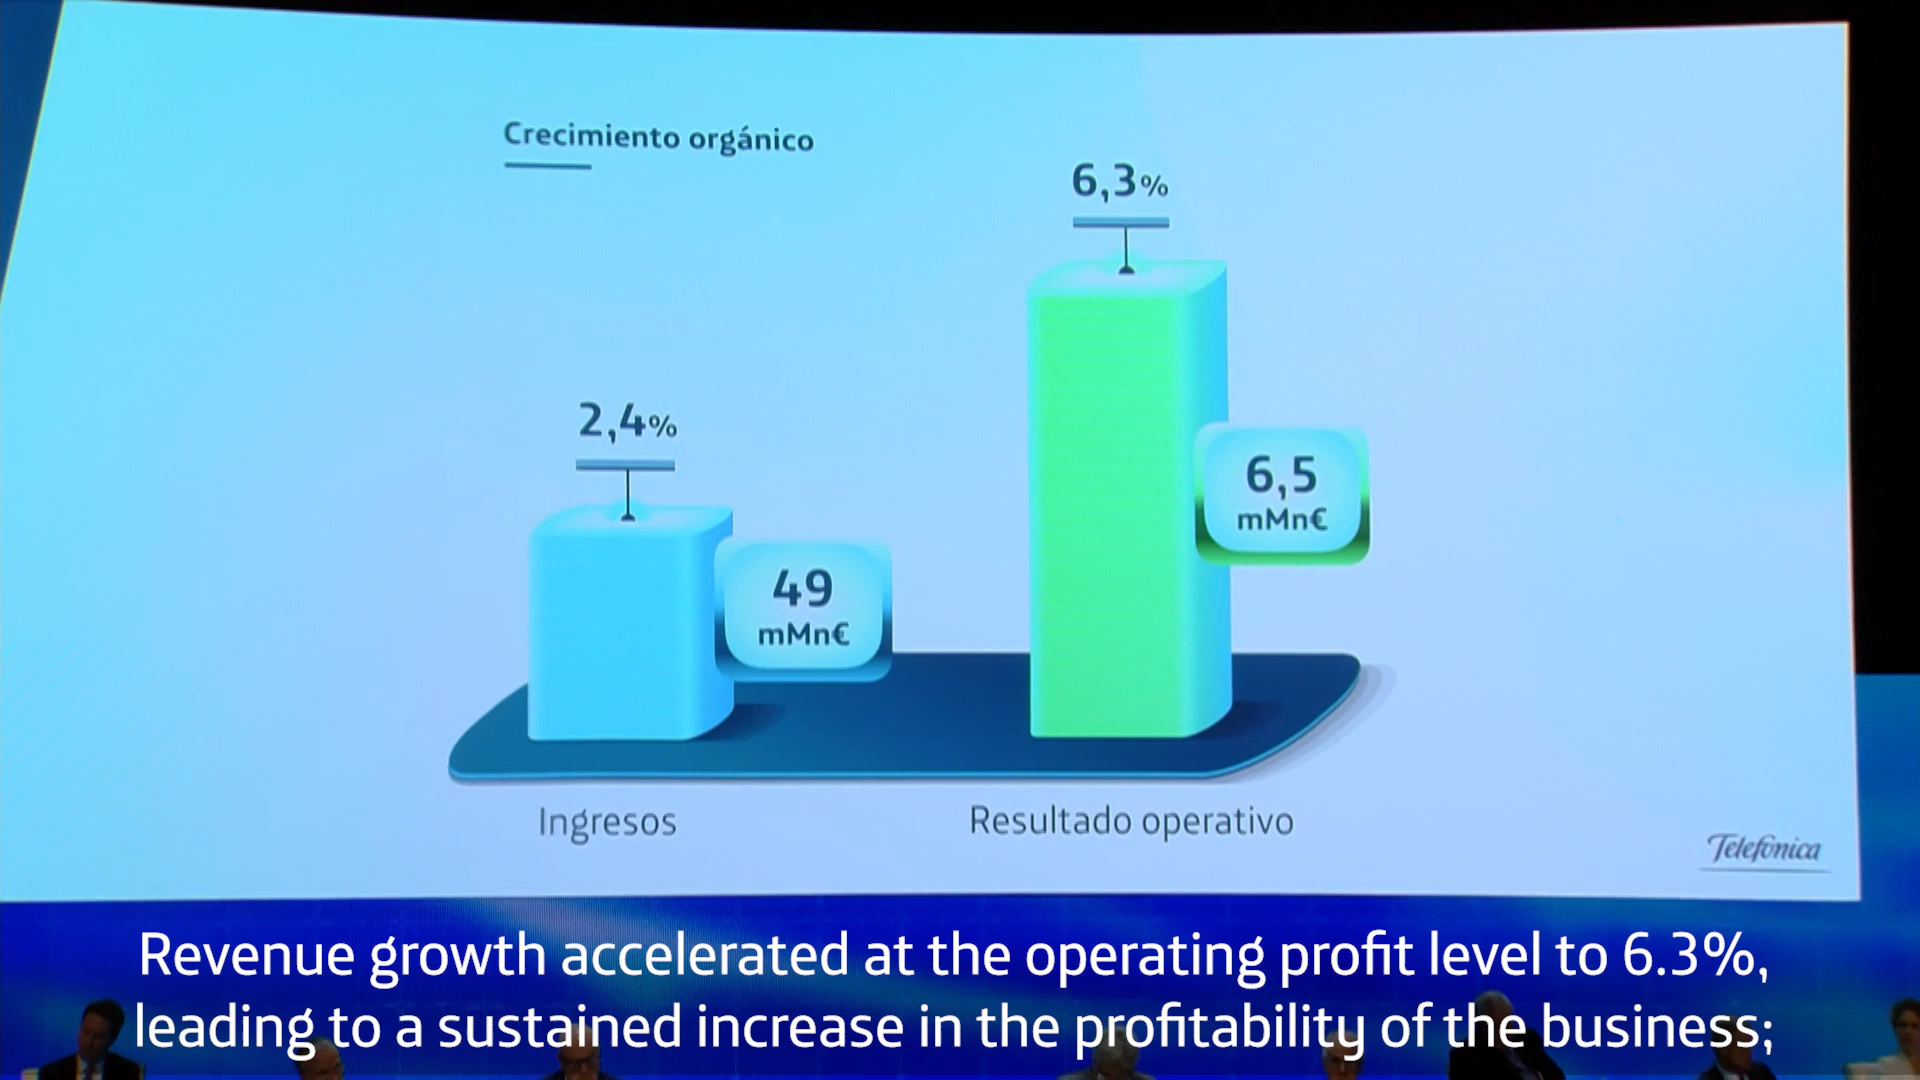 Crecimiento orgánico
6,3%
2,4%
6,5
mMn€
49
mMn€
Ingresos
Resultado operativo
Telefónica
Revenue growth accelerated at the operating profit level to 6.3%,
leading to a sustained increase in the profitability of the business;